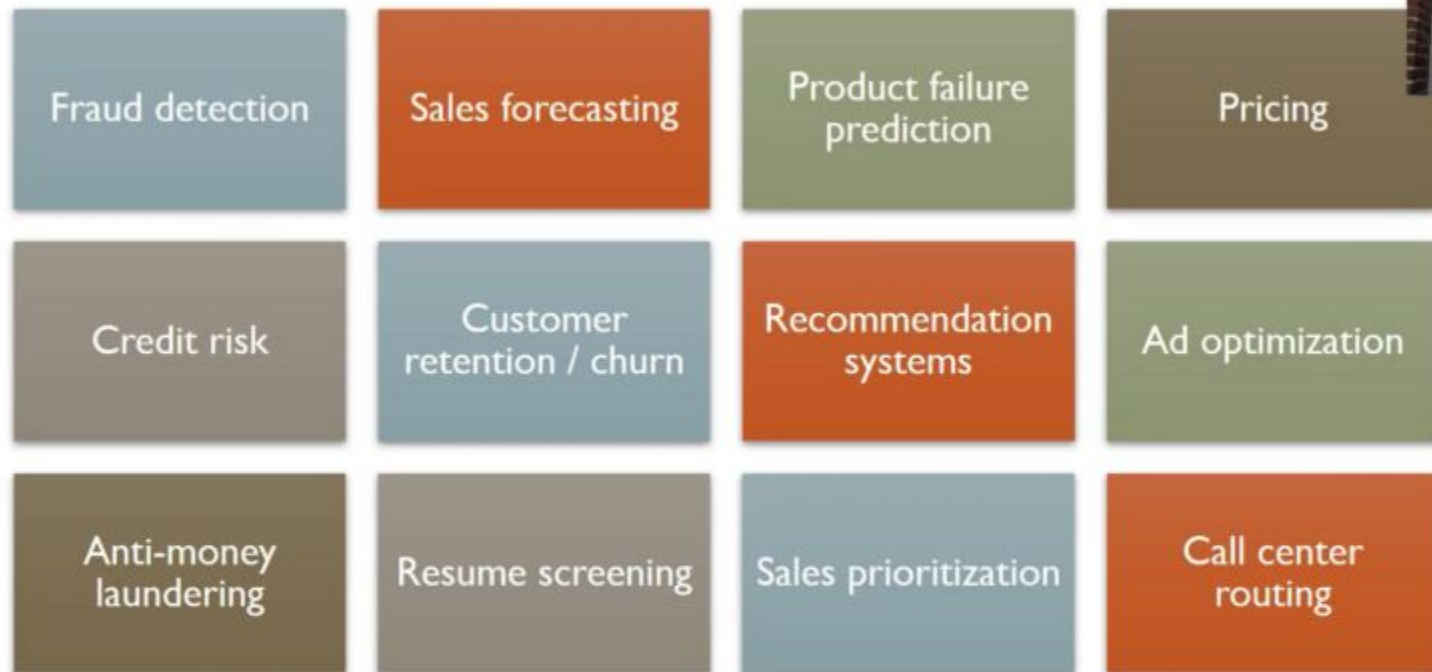 Fraud detection
Sales forecasting
Product failure
prediction
Pricing
Credit risk
Customer
retention / churn
Recommendation
systems
Ad optimization
Anti-money
laundering
Resume screening
Sales prioritization
Call center
routing